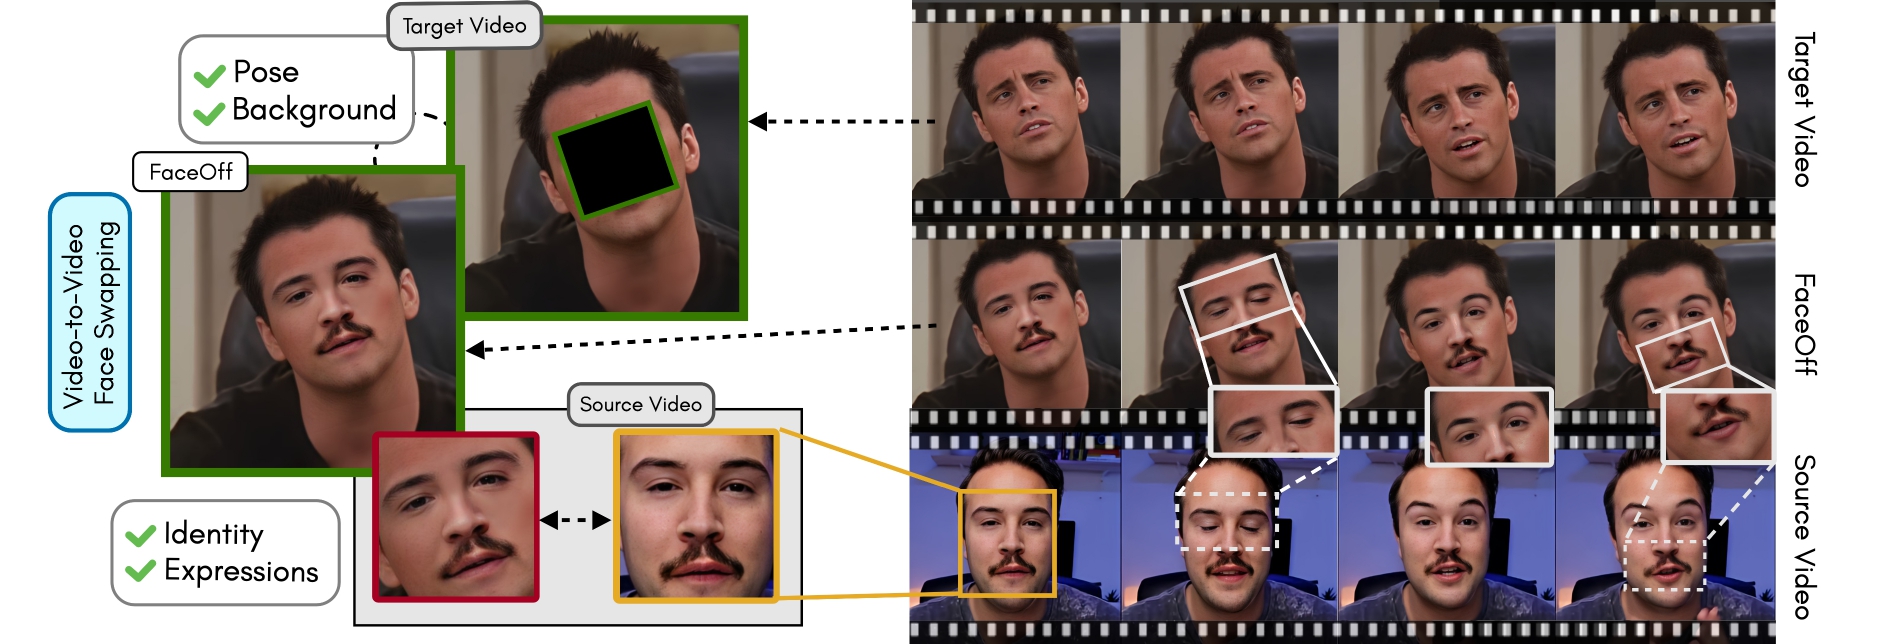 Target Video
Pose
Background
FaceOff
Video-to-Video
Face Swapping
Source Video
Identity
Expressions
Target Video
FaceOff
Source Video